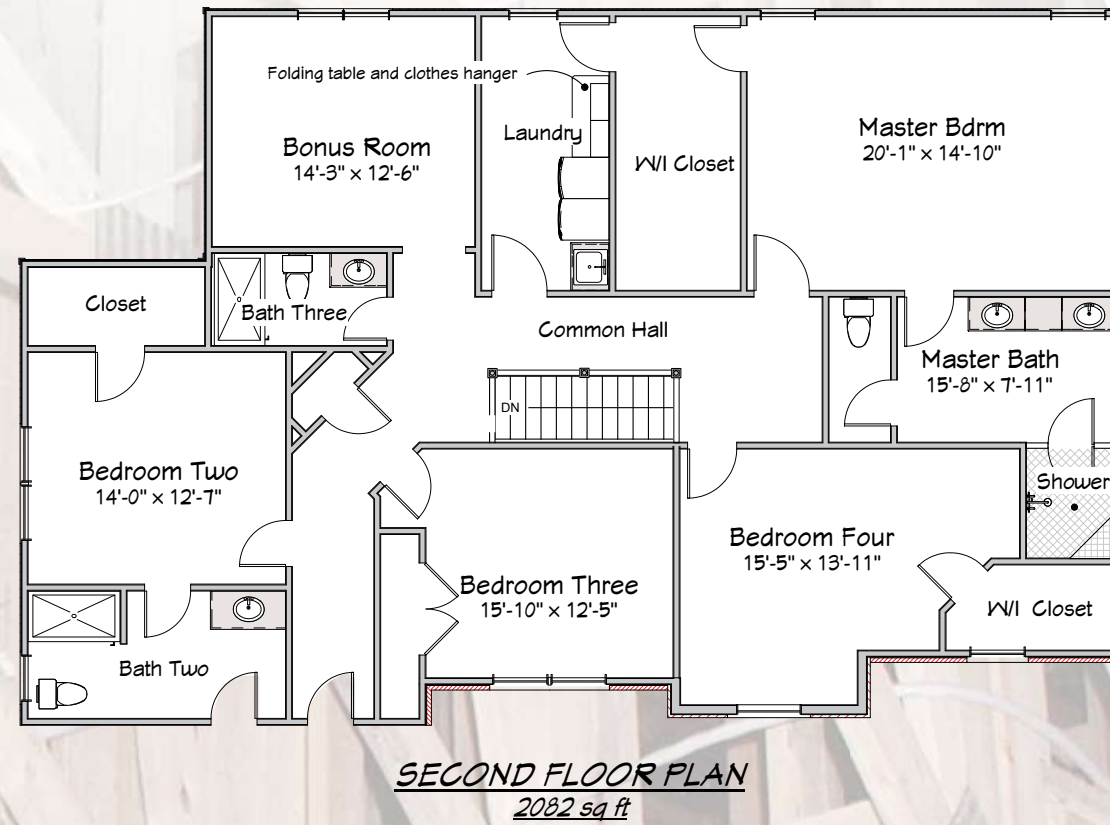 Folding table and clothes hanger
Bonus Room
14'-3" x 12'-6"
Laundry
W/I Closet
Master Bdrm
20'-1" x 14'-10"
Closet
Bath Three
Common Hall
DN
Master Bath
15'-8" x 7'-11"
Bedroom Two
14'-0" x 12'-7"
Shower
Bedroom Four
15'-5" x 13'-11"
Bedroom Three
15'-10" x 12'-5"
W/I Closet
Bath Two
SECOND FLOOR PLAN
2082 sq ft